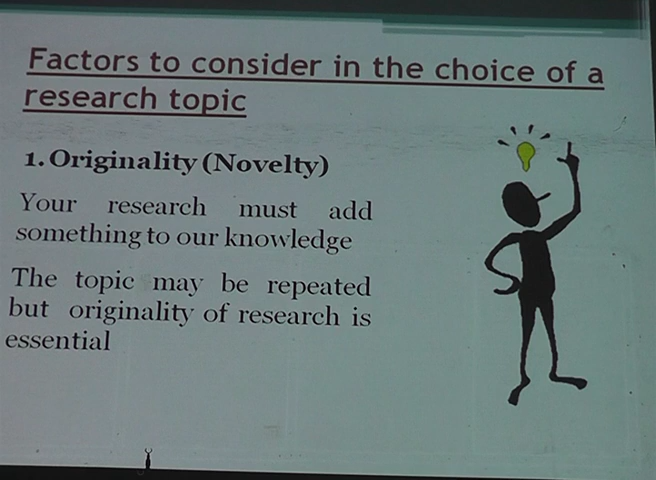 Factors to consider in the choice of a
research topic
1. Originality (Novelty)
Your research must add
something to our knowledge
The topic may be repeated
but originality of research is
essential